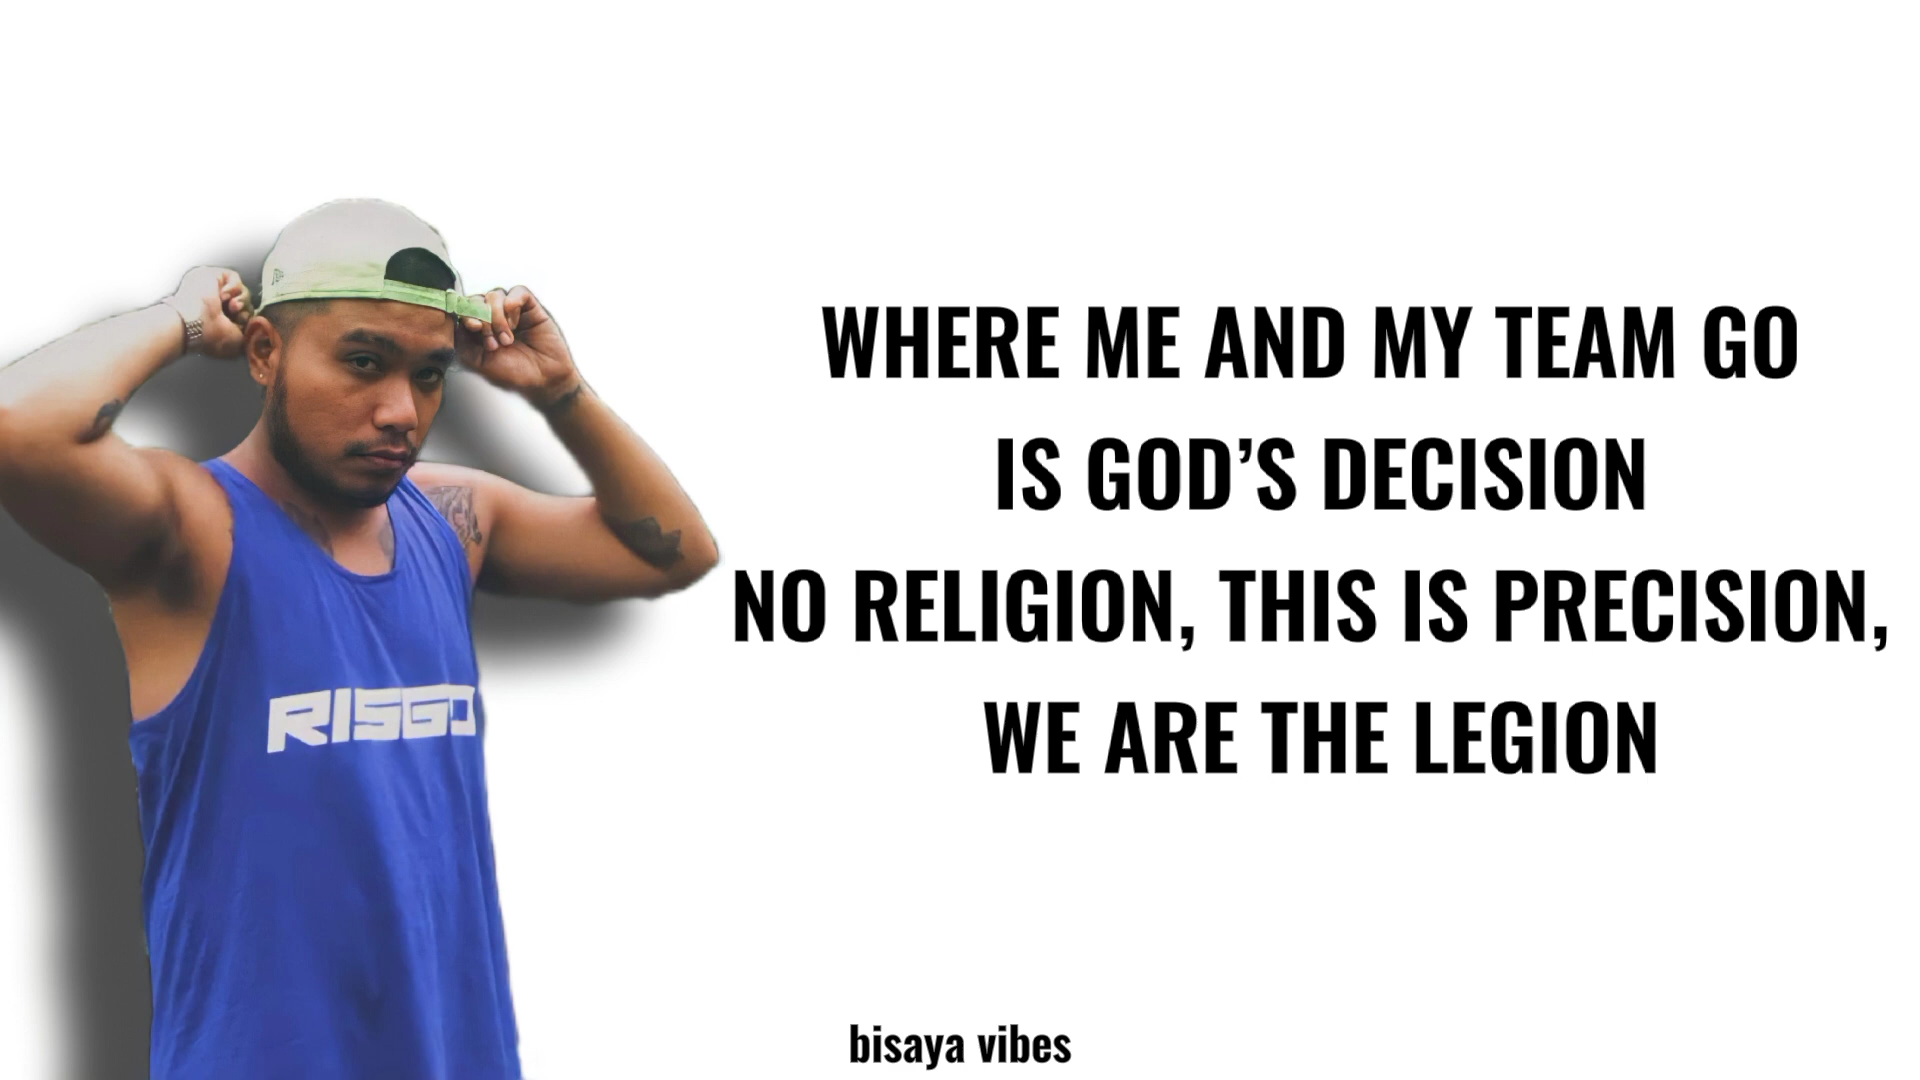 WHERE ME AND MY TEAM GO
IS GOD’S DECISION
NO RELIGION, THIS IS PRECISION,
WE ARE THE LEGION
RISGO
bisaya vibes